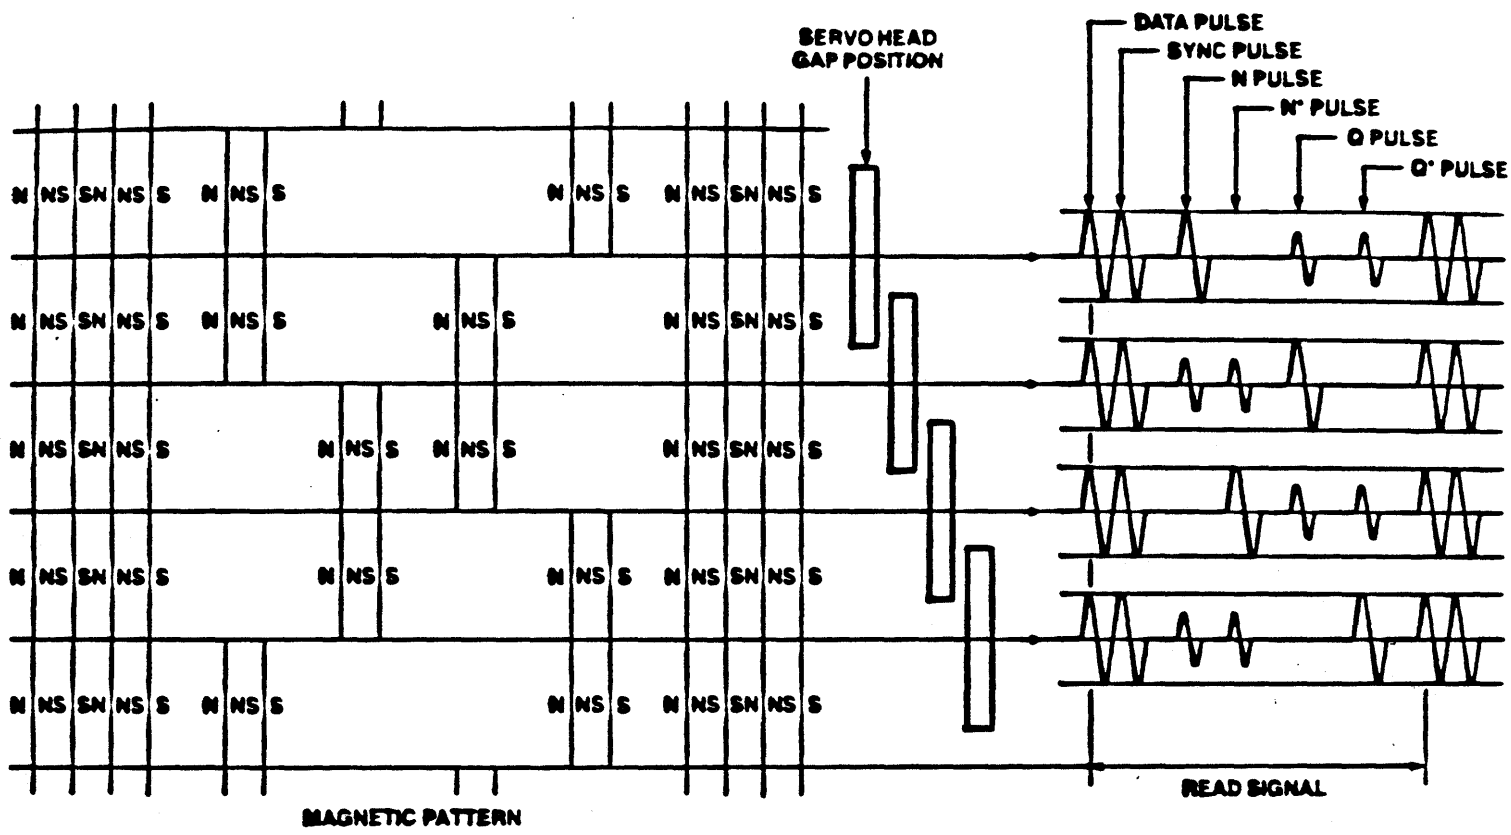 DATA PULSE
SYNC PULSE
N PULSE
N* PULSE
Q PULSE
Q* PULSE
SERVO HEAD
GAP POSITION
N NS SN NS S N NS S N NS S N NS SN NS S
N NS SN NS S N NS S N NS S N NS SN NS S
N NS SN NS S N NS S N NS S N NS SN NS S
N NS SN NS S N NS S N NS S N NS SN NS S
N NS SN NS S N NS S N NS S N NS SN NS S
READ SIGNAL
MAGNETIC PATTERN